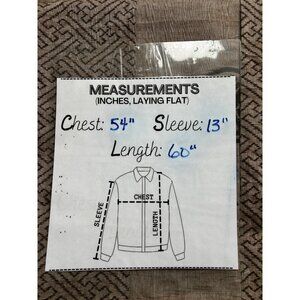 MEASUREMENTS
(INCHES, LAYING FLAT)
Chest: 54" Sleeve: 13"
Length: 60"
CHEST
SLEEVE
LENGTH